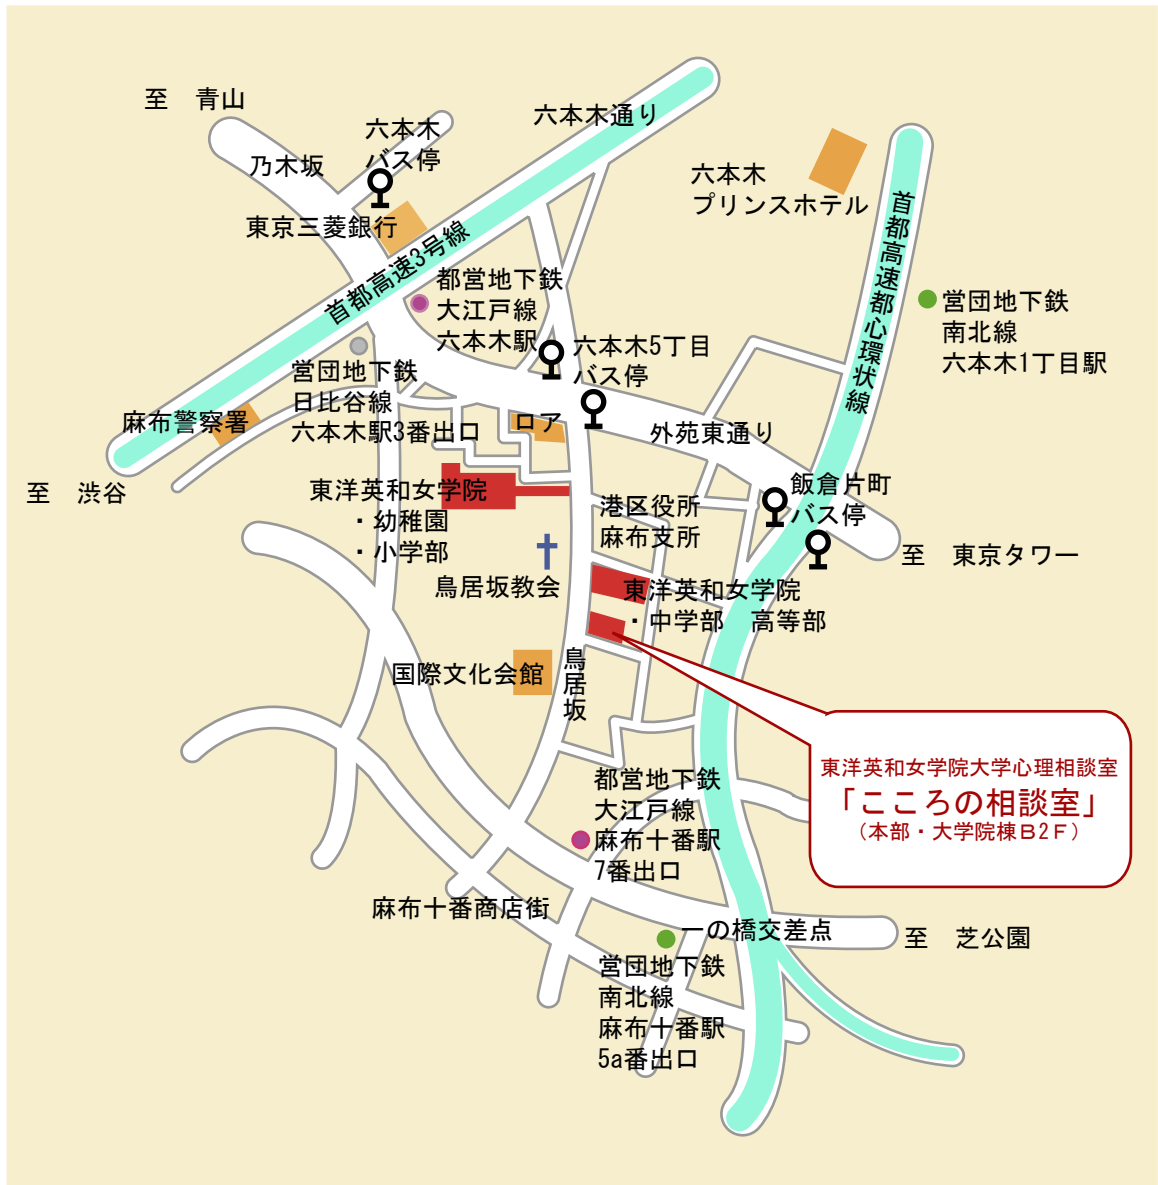 至　青山
六本木
バス停
乃木坂
東京三菱銀行
六本木通り
首都高速3号線
六本木
プリンスホテル
首都高速都心環状線
営団地下鉄
南北線
六本木1丁目駅
都営地下鉄
大江戸線
六本木駅
六本木5丁目
バス停
営団地下鉄
日比谷線
六本木駅3番出口
麻布警察署
ロア
外苑東通り
至　渋谷
東洋英和女学院
・幼稚園
・小学部
飯倉片町
バス停
港区役所
麻布支所
至　東京タワー
鳥居坂教会
東洋英和女学院
・中学部　高等部
国際文化会館
鳥居坂
東洋英和女学院大学心理相談室
「こころの相談室」
（本部・大学院棟B2F）
都営地下鉄
大江戸線
麻布十番駅
7番出口
麻布十番商店街
一の橋交差点
至　芝公園
営団地下鉄
南北線
麻布十番駅
5a番出口